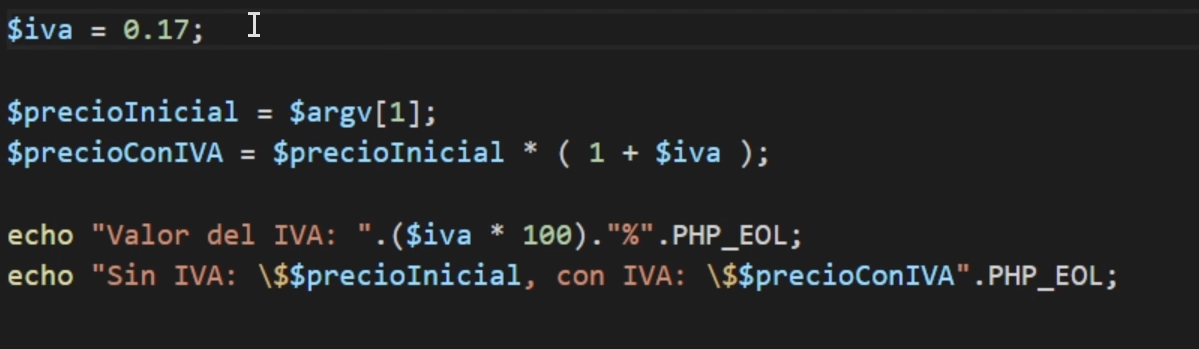 $iva = 0.17;
$precioInicial = $argv[1];
$precioConIVA = $precioInicial * ( 1 + $iva );
echo "Valor del IVA: ".($iva * 100)."%".PHP_EOL;
echo "Sin IVA: \$$precioInicial, con IVA: \$$precioConIVA".PHP_EOL;